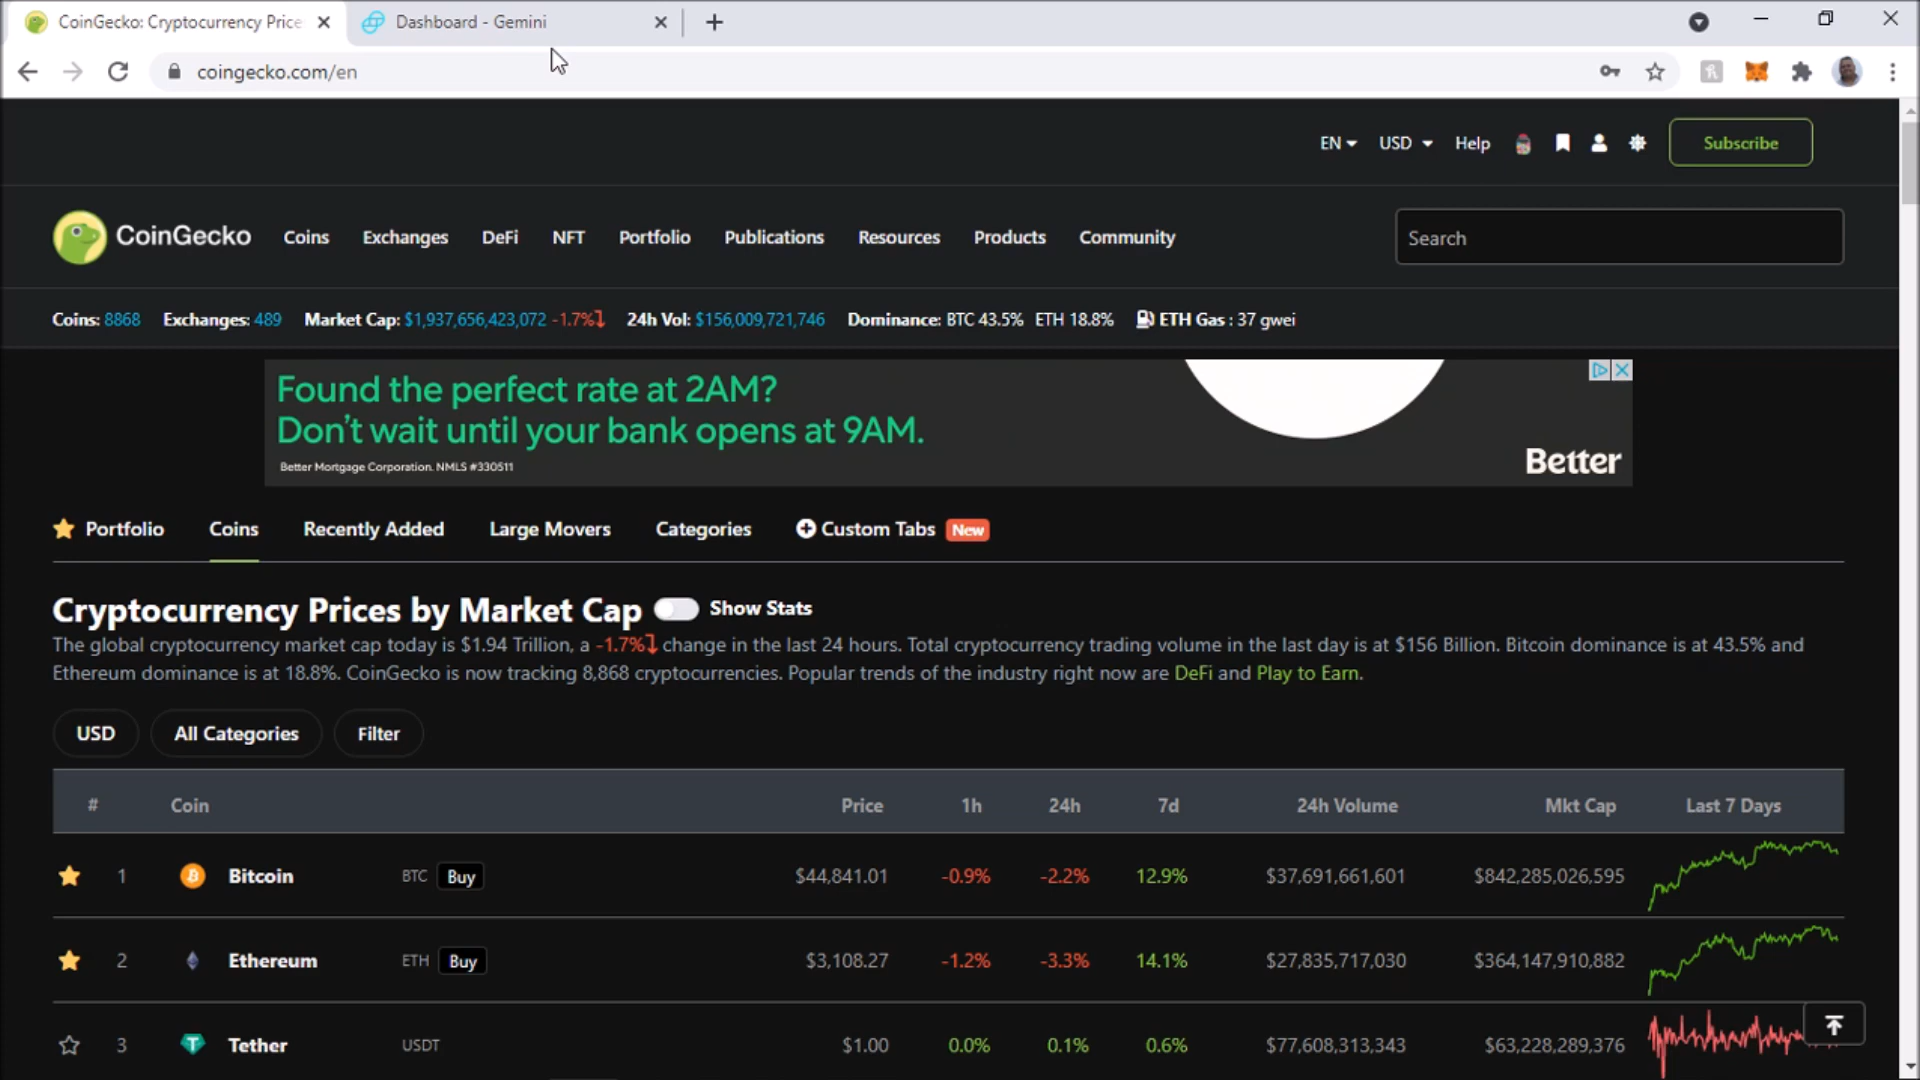 CoinGecko: Cryptocurrency Price
Dashboard - Gemini
coingecko.com/en
EN
USD
Help
Subscribe
CoinGecko
Coins
Exchanges
DeFi
NFT
Portfolio
Publications
Resources
Products
Community
Search
Coins: 8868 Exchanges: 489 Market Cap: $1,937,656,423,072 -1.7% 24h Vol: $156,009,721,746 Dominance: BTC 43.5% ETH 18.8% ETH Gas : 37 gwei
Found the perfect rate at 2AM?
Don't wait until your bank opens at 9AM.
Better Mortgage Corporation. NMLS #330511
Better
Portfolio
Coins
Recently Added
Large Movers
Categories
Custom Tabs New
Cryptocurrency Prices by Market Cap
Show Stats
The global cryptocurrency market cap today is $1.94 Trillion, a -1.7% change in the last 24 hours. Total cryptocurrency trading volume in the last day is at $156 Billion. Bitcoin dominance is at 43.5% and
Ethereum dominance is at 18.8%. CoinGecko is now tracking 8,868 cryptocurrencies. Popular trends of the industry right now are DeFi and Play to Earn.
USD
All Categories
Filter
# Coin Price 1h 24h 7d 24h Volume Mkt Cap Last 7 Days
1 Bitcoin BTC Buy $44,841.01 -0.9% -2.2% 12.9% $37,691,661,601 $842,285,026,595
2 Ethereum ETH Buy $3,108.27 -1.2% -3.3% 14.1% $27,835,717,030 $364,147,910,882
3 Tether USDT $1.00 0.0% 0.1% 0.6% $77,608,313,343 $63,228,289,376